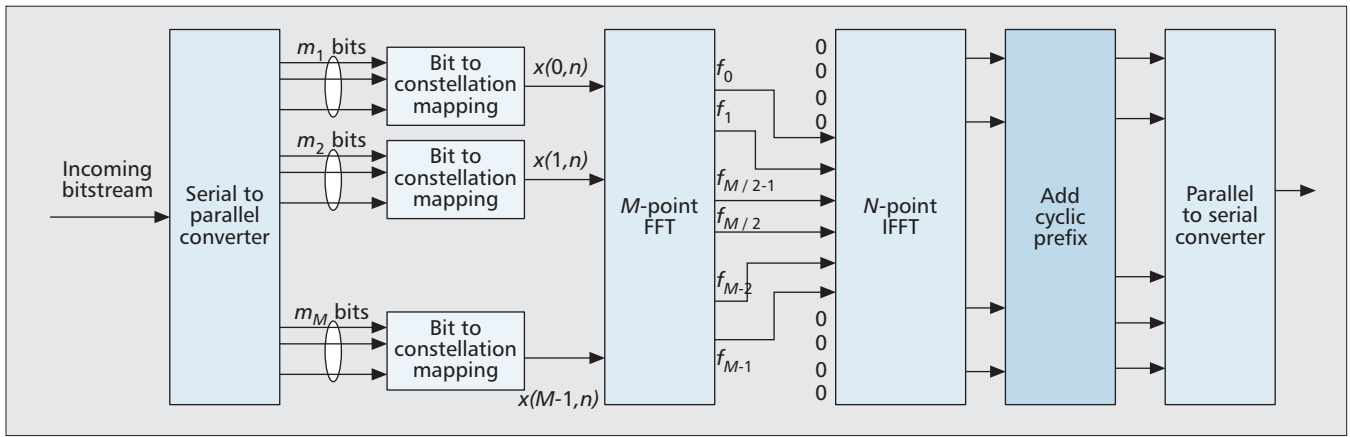 Incoming
bitstream
Serial to
parallel
converter
m1 bits
m2 bits
mM bits
Bit to
constellation
mapping
Bit to
constellation
mapping
Bit to
constellation
mapping
x(0,n)
x(1,n)
x(M-1,n)
M-point
FFT
f0
f1
fM / 2-1
fM / 2
fM-2
fM-1
0
0
0
0
0
0
0
0
N-point
IFFT
Add
cyclic
prefix
Parallel
to serial
converter